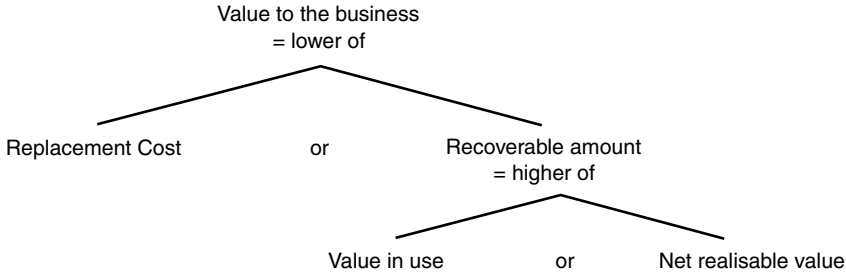 Value to the business
= lower of
Replacement Cost or Recoverable amount
= higher of
Value in use or Net realisable value